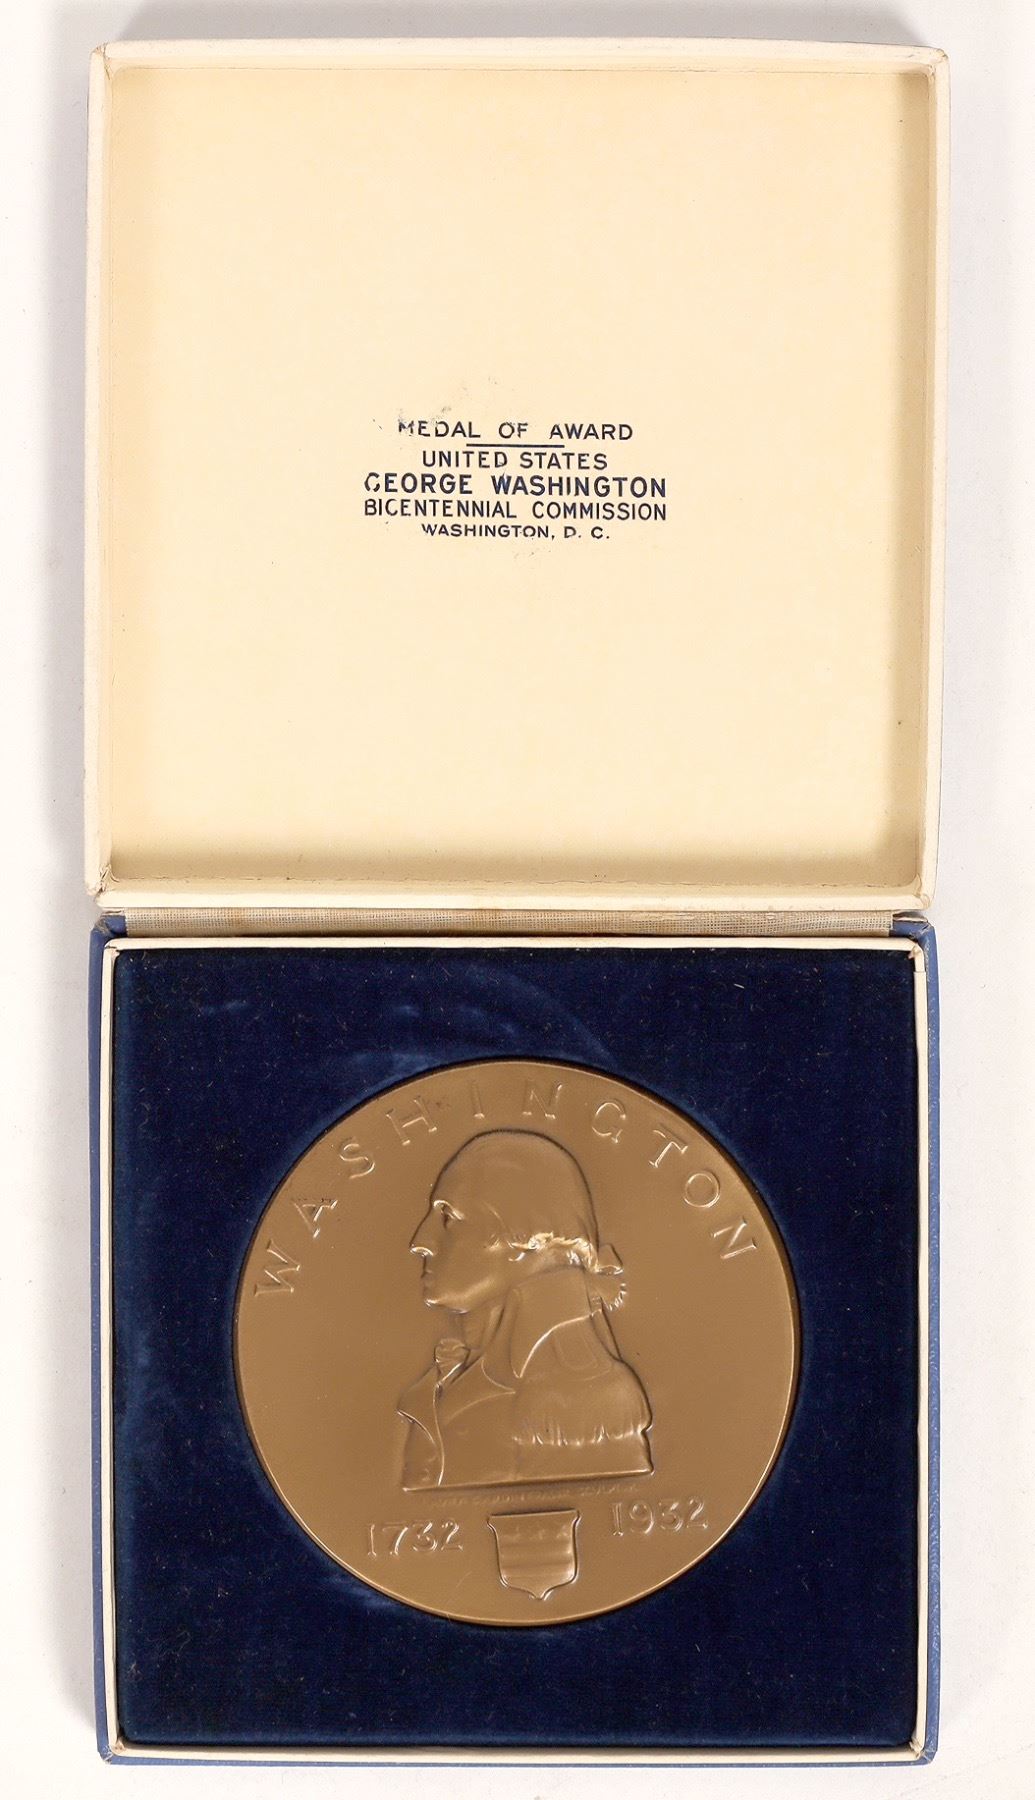 MEDAL OF AWARD
UNITED STATES
GEORGE WASHINGTON
BICENTENNIAL COMMISSION
WASHINGTON, D. C.
WASHINGTON
1732 1932